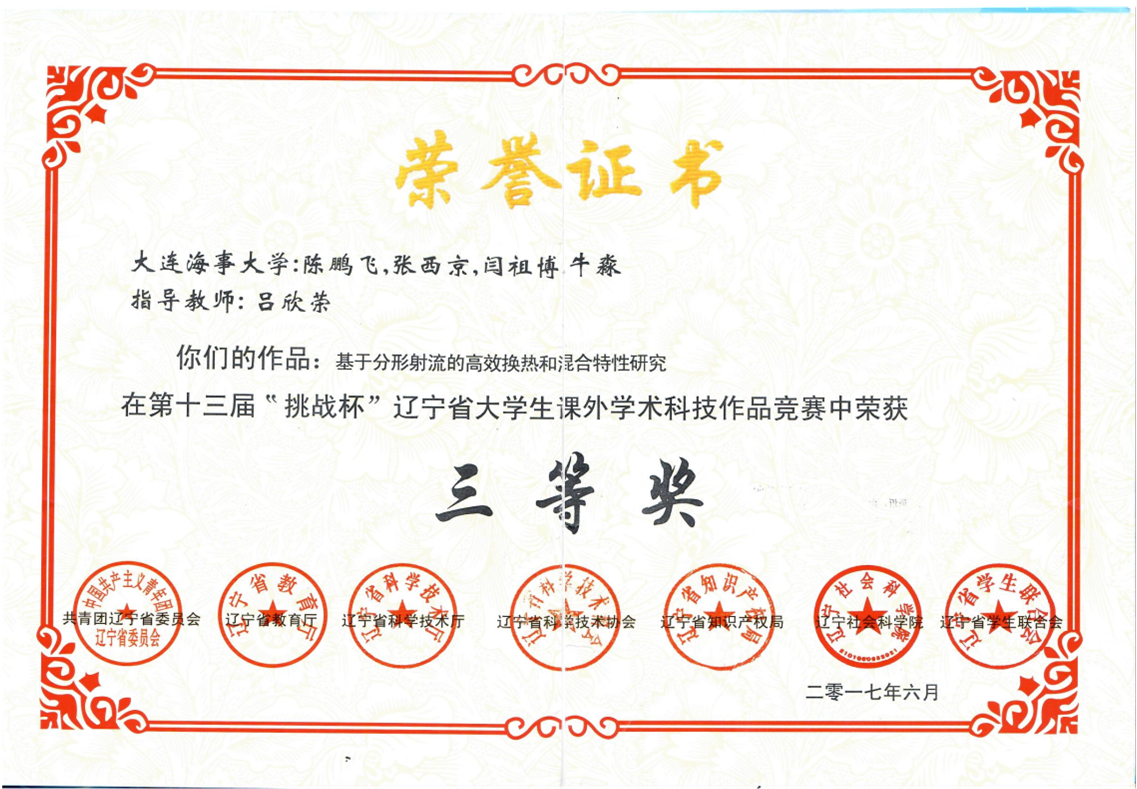 荣誉证书
大连海事大学:陈鹏飞,张西京,闫祖博,牛淼
指导教师:吕欣荣
你们的作品:基于分形射流的高效换热和混合特性研究
在第十三届“挑战杯”辽宁省大学生课外学术科技作品竞赛中荣获
三等奖
中国共产主义青年团
辽宁省委员会
辽宁省教育厅
辽宁省科学技术厅
辽宁省科学技术协会
辽宁省知识产权局
辽宁社会科学院
辽宁省学生联合会
共青团辽宁省委员会 辽宁省教育厅 辽宁省科学技术厅 辽宁省科学技术协会 辽宁省知识产权局 辽宁社会科学院 辽宁省学生联合会
二零一七年六月